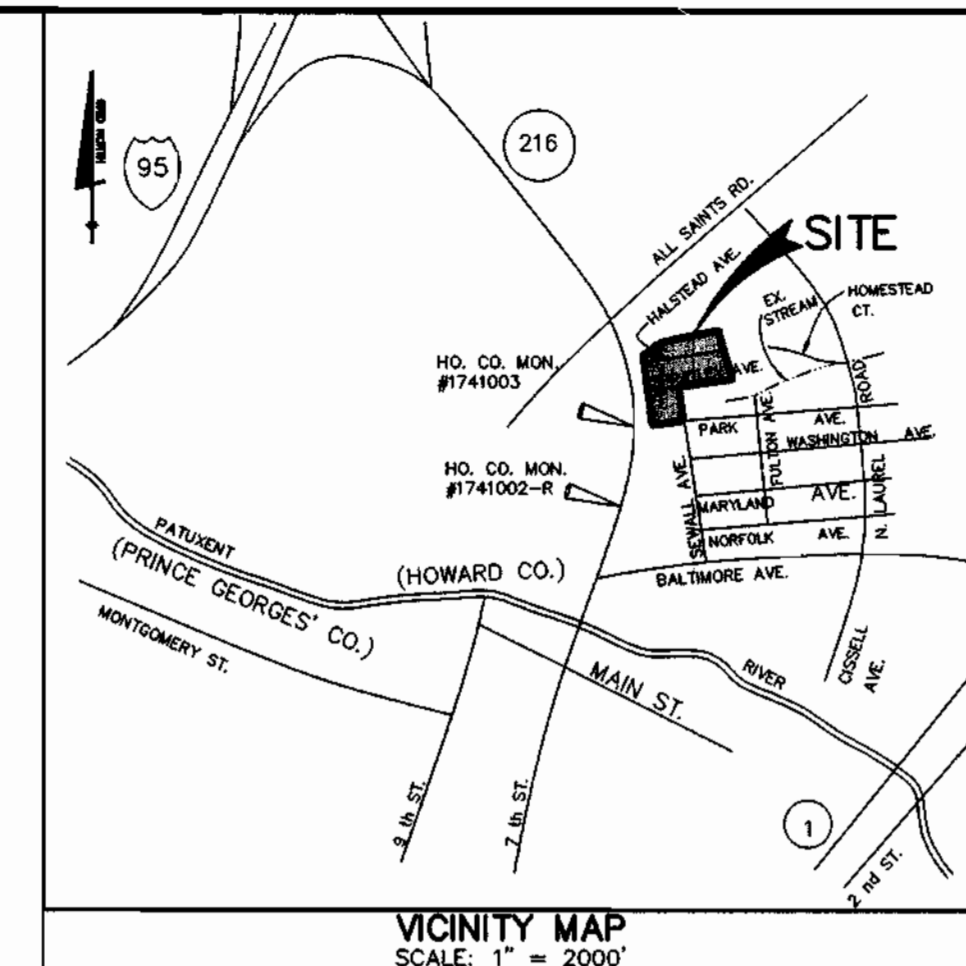 GRID NORTH
95
216
ALL SAINTS RD.
HALSTEAD AVE.
SITE
EX.
STREAM
HOMESTEAD
CT.
HO. CO. MON.
#1741003
AVE.
ROAD
PARK AVE.
FULTON AVE.
WASHINGTON AVE.
HO. CO. MON.
#1741002-R
SEWALL AVE.
MARYLAND AVE.
N. LAUREL
NORFOLK AVE.
PATUXENT
(PRINCE GEORGES' CO.)
(HOWARD CO.)
BALTIMORE AVE.
MONTGOMERY ST.
MAIN ST.
RIVER
CISSELL
AVE.
9 th ST.
7 th ST.
1
2 nd ST.
VICINITY MAP
SCALE: 1" = 2000'